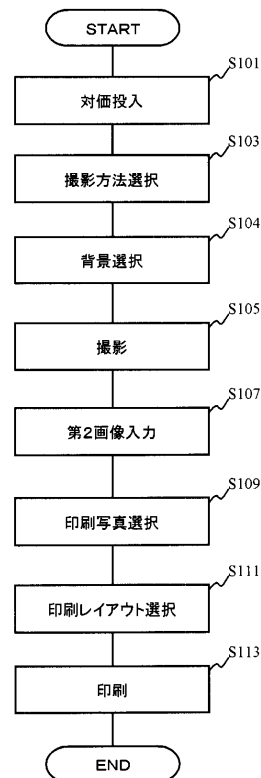 START
S101
対価投入
S103
撮影方法選択
S104
背景選択
S105
撮影
S107
第2画像入力
S109
印刷写真選択
S111
印刷レイアウト選択
S113
印刷
END